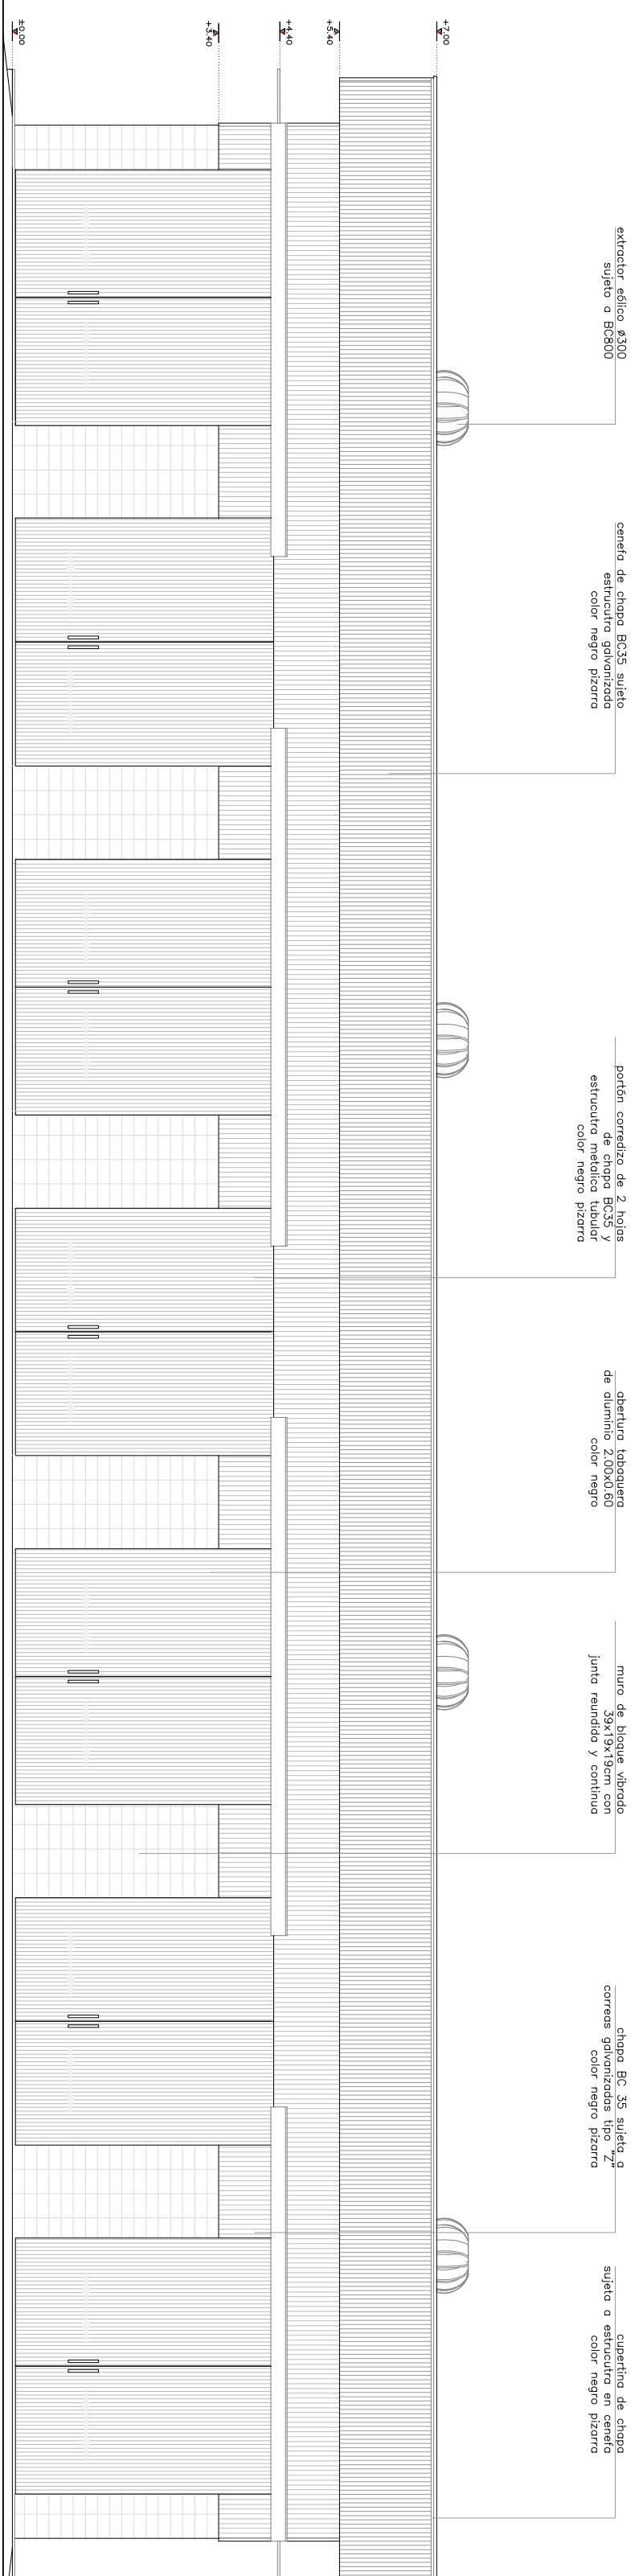 +7.00
+5.40
+4.40
+3.40
±0.00
extractor eólico ø300
sujeto a BC800
cenefa de chapa BC35 sujeto
estrucutra galvanizada
color negro pizarra
portón corredizo de 2 hojas
de chapa BC35 y
estrucutra metalica tubular
color negro pizarra
abertura tabaquera
de aluminio 2.00x0.60
color negro
muro de bloque vibrado
39x19x19cm con
junta reundida y continua
chapa BC 35 sujeta a
correas galvanizadas tipo "Z"
color negro pizarra
cupertina de chapa
sujeta a estrucutra en cenefa
color negro pizarra